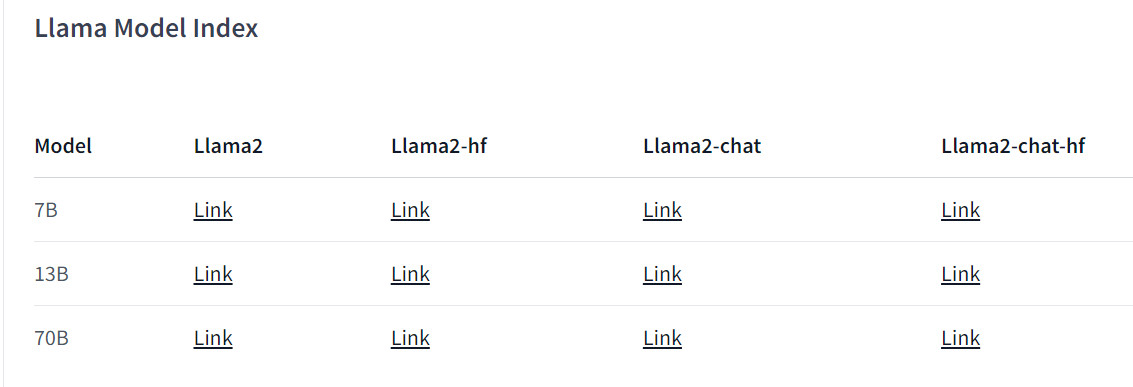 Llama Model Index
Model Llama2 Llama2-hf Llama2-chat Llama2-chat-hf
7B Link Link Link Link
13B Link Link Link Link
70B Link Link Link Link